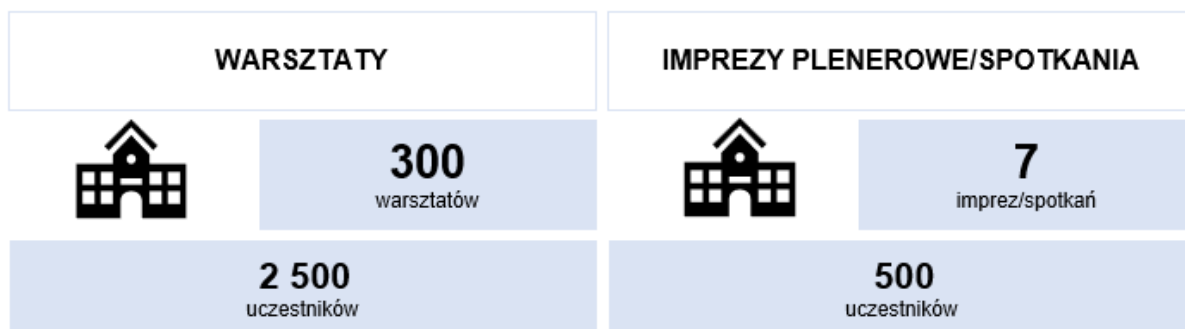 WARSZTATY
300
warsztatów
2 500
uczestników
IMPREZY PLENEROWE/SPOTKANIA
7
imprez/spotkań
500
uczestników